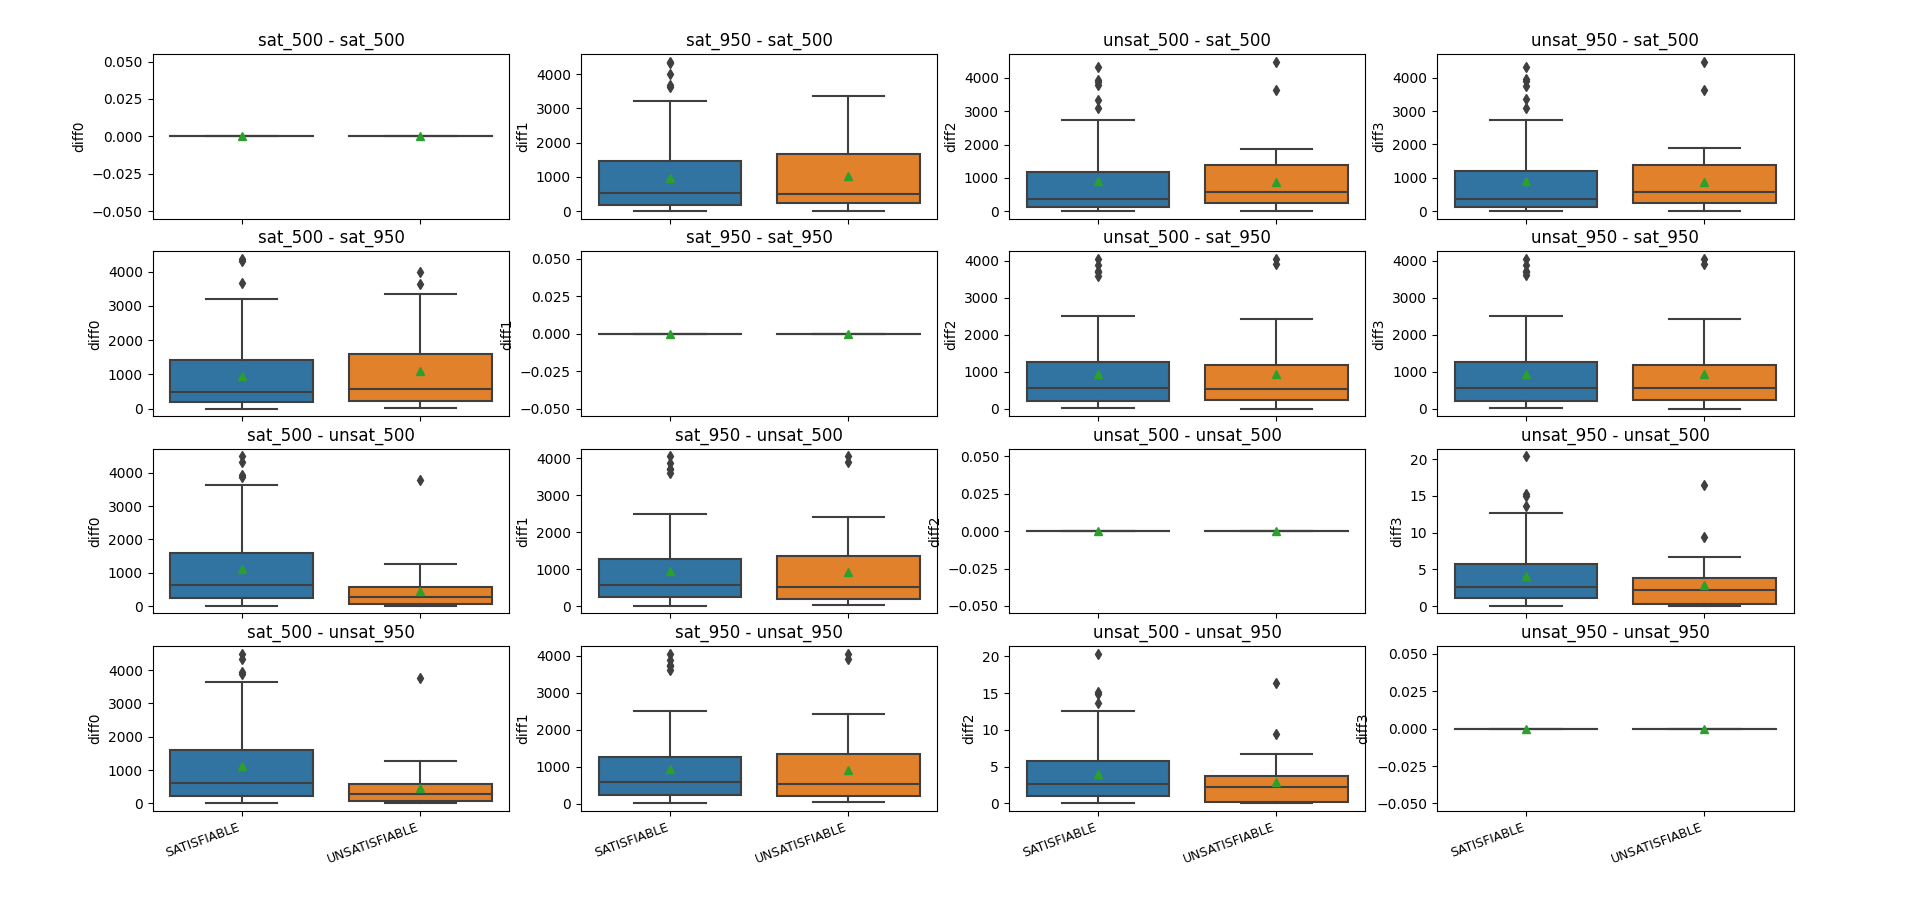 sat_500 - sat_500
sat_950 - sat_500
unsat_500 - sat_500
unsat_950 - sat_500
0.050
0.025
0.000
−0.025
−0.050
diff0
4000
3000
2000
1000
0
diff1
4000
3000
2000
1000
0
diff2
4000
3000
2000
1000
0
diff3
sat_500 - sat_950
sat_950 - sat_950
unsat_500 - sat_950
unsat_950 - sat_950
4000
3000
2000
1000
0
diff0
0.050
0.025
0.000
−0.025
−0.050
diff1
4000
3000
2000
1000
0
diff2
4000
3000
2000
1000
0
diff3
sat_500 - unsat_500
sat_950 - unsat_500
unsat_500 - unsat_500
unsat_950 - unsat_500
4000
3000
2000
1000
0
diff0
4000
3000
2000
1000
0
diff1
0.050
0.025
0.000
−0.025
−0.050
diff2
20
15
10
5
0
diff3
sat_500 - unsat_950
sat_950 - unsat_950
unsat_500 - unsat_950
unsat_950 - unsat_950
4000
3000
2000
1000
0
diff0
4000
3000
2000
1000
0
diff1
20
15
10
5
0
diff2
0.050
0.025
0.000
−0.025
−0.050
diff3
SATISFIABLE
UNSATISFIABLE
SATISFIABLE
UNSATISFIABLE
SATISFIABLE
UNSATISFIABLE
SATISFIABLE
UNSATISFIABLE